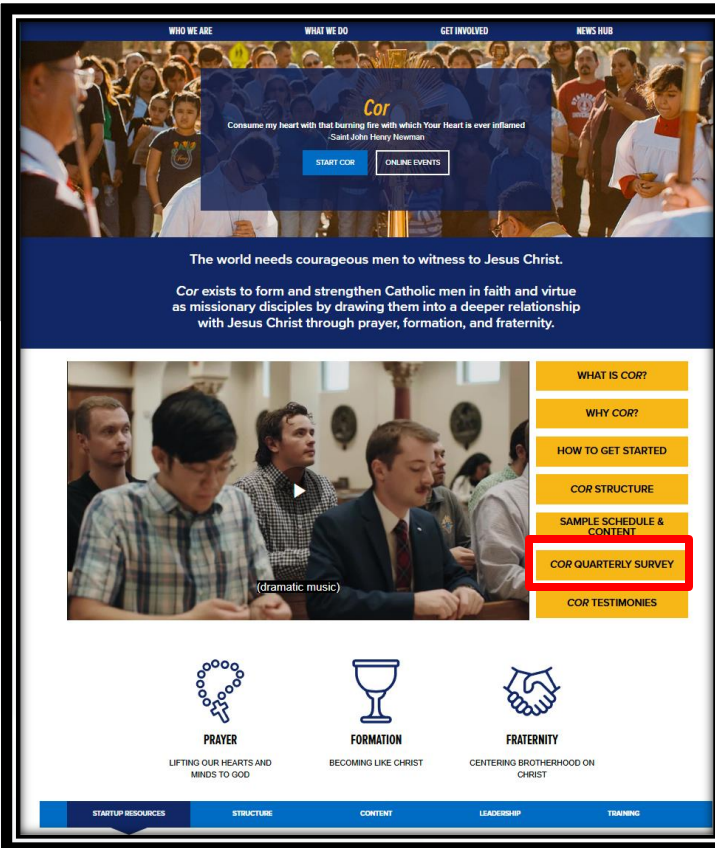 WHO WE ARE
WHAT WE DO
GET INVOLVED
NEWS HUB
Cor
Consume my heart with that burning fire with which Your Heart is ever inflamed
-Saint John Henry Newman
START COR
ONLINE EVENTS
The world needs courageous men to witness to Jesus Christ.
Cor exists to form and strengthen Catholic men in faith and virtue
as missionary disciples by drawing them into a deeper relationship
with Jesus Christ through prayer, formation, and fraternity.
WHAT IS COR?
WHY COR?
HOW TO GET STARTED
COR STRUCTURE
SAMPLE SCHEDULE &
CONTENT
COR QUARTERLY SURVEY
COR TESTIMONIES
(dramatic music)
PRAYER
LIFTING OUR HEARTS AND
MINDS TO GOD
FORMATION
BECOMING LIKE CHRIST
FRATERNITY
CENTERING BROTHERHOOD ON
CHRIST
STARTUP RESOURCES
STRUCTURE
CONTENT
LEADERSHIP
TRAINING